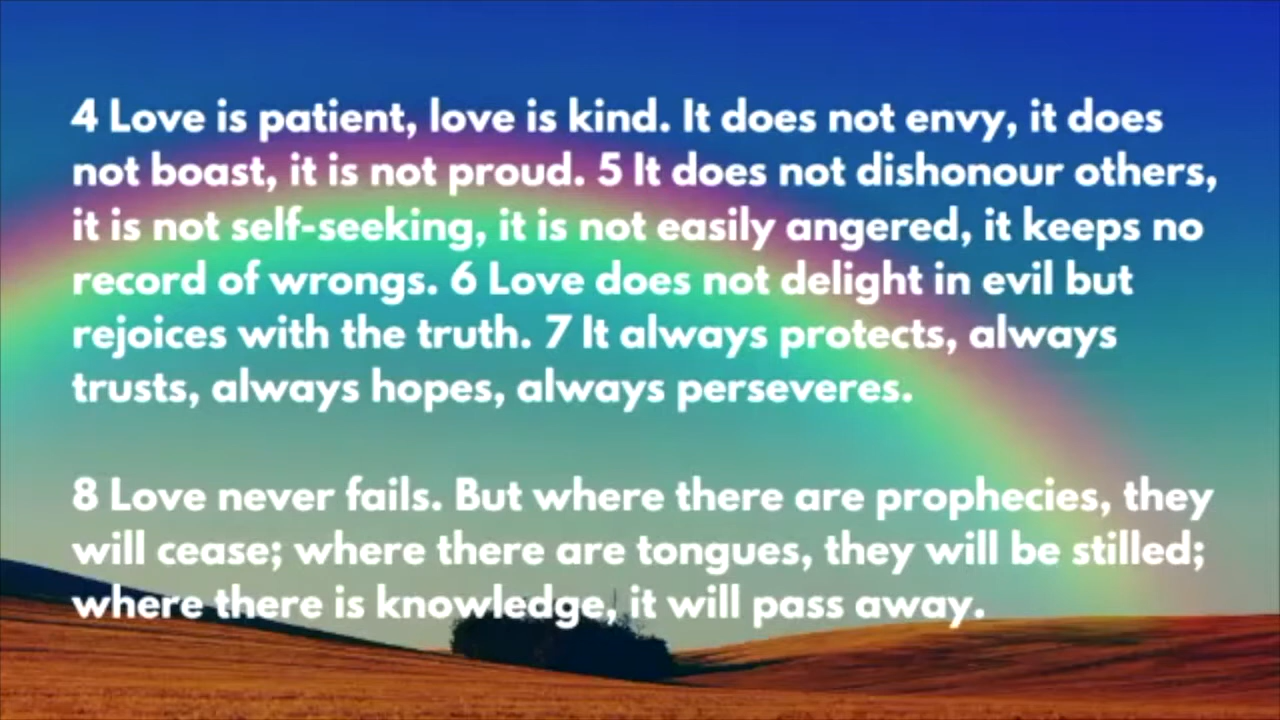 4 Love is patient, love is kind. It does not envy, it does
not boast, it is not proud. 5 It does not dishonour others,
it is not self-seeking, it is not easily angered, it keeps no
record of wrongs. 6 Love does not delight in evil but
rejoices with the truth. 7 It always protects, always
trusts, always hopes, always perseveres.
8 Love never fails. But where there are prophecies, they
will cease; where there are tongues, they will be stilled;
where there is knowledge, it will pass away.